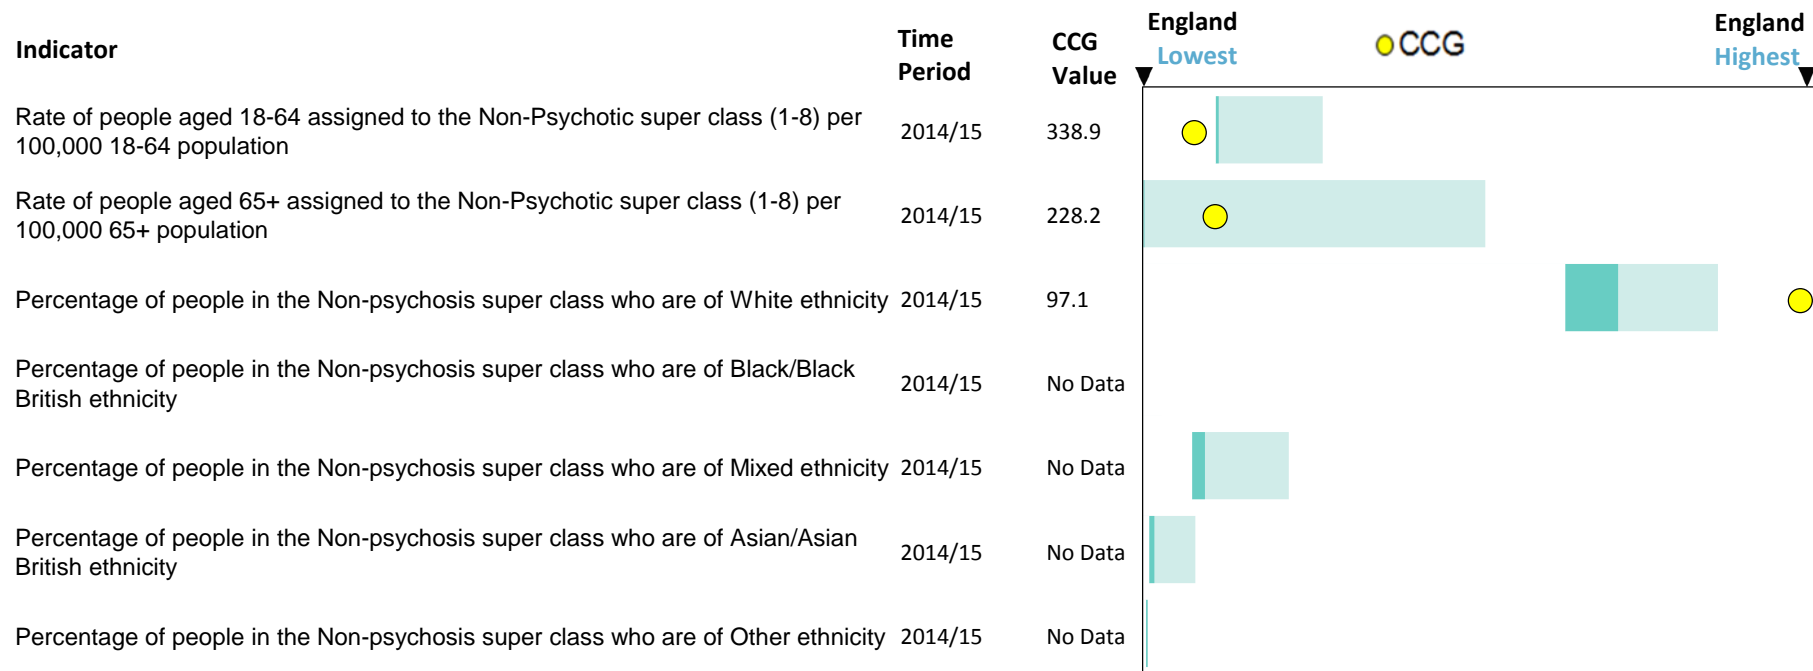 Indicator
Time
Period
CCG
Value
England
Lowest
CCG
England
Highest
Rate of people aged 18-64 assigned to the Non-Psychotic super class (1-8) per
100,000 18-64 population
2014/15
338.9
Rate of people aged 65+ assigned to the Non-Psychotic super class (1-8) per
100,000 65+ population
2014/15
228.2
Percentage of people in the Non-psychosis super class who are of White ethnicity
2014/15
97.1
Percentage of people in the Non-psychosis super class who are of Black/Black
British ethnicity
2014/15
No Data
Percentage of people in the Non-psychosis super class who are of Mixed ethnicity
2014/15
No Data
Percentage of people in the Non-psychosis super class who are of Asian/Asian
British ethnicity
2014/15
No Data
Percentage of people in the Non-psychosis super class who are of Other ethnicity
2014/15
No Data